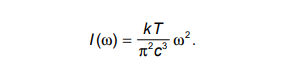 I(ω) = kT/π²c³ ω².